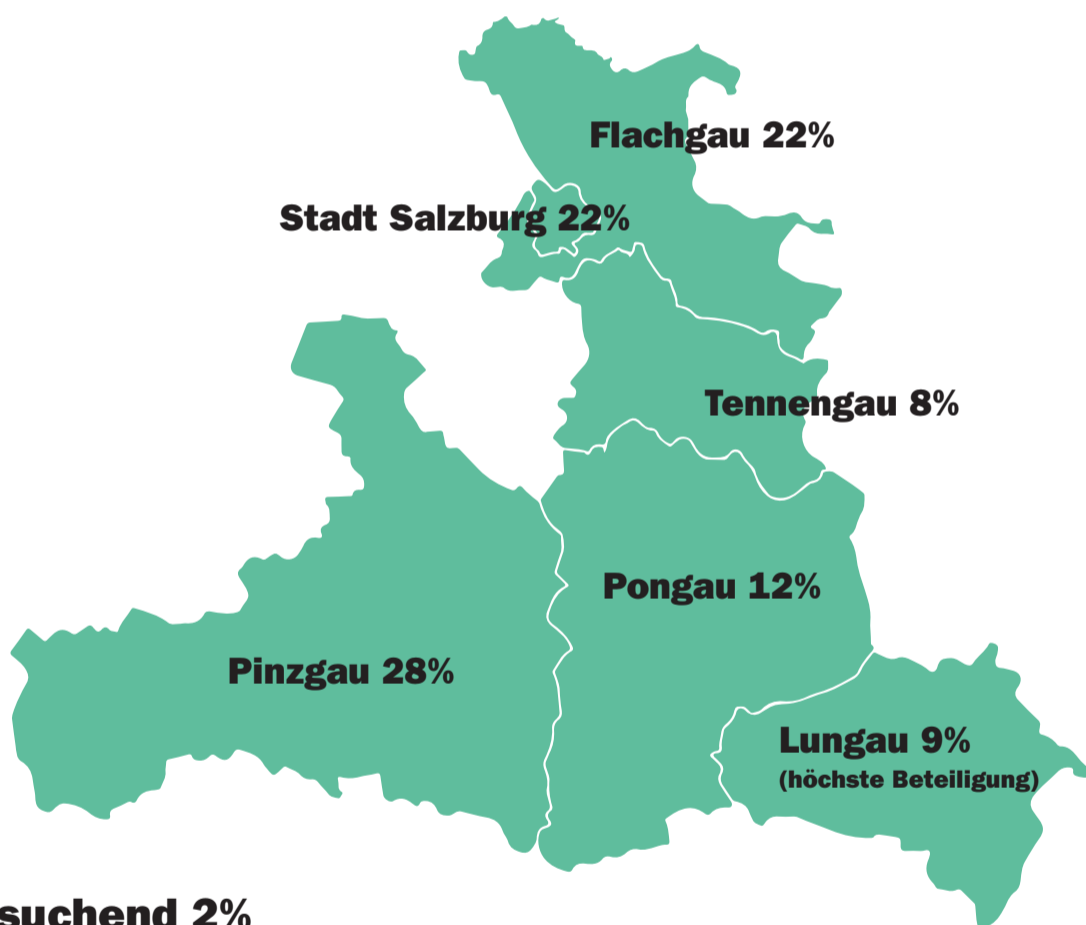 Flachgau 22%
Stadt Salzburg 22%
Tennengau 8%
Pongau 12%
Pinzgau 28%
Lungau 9%
(höchste Beteiligung)
suchend 2%